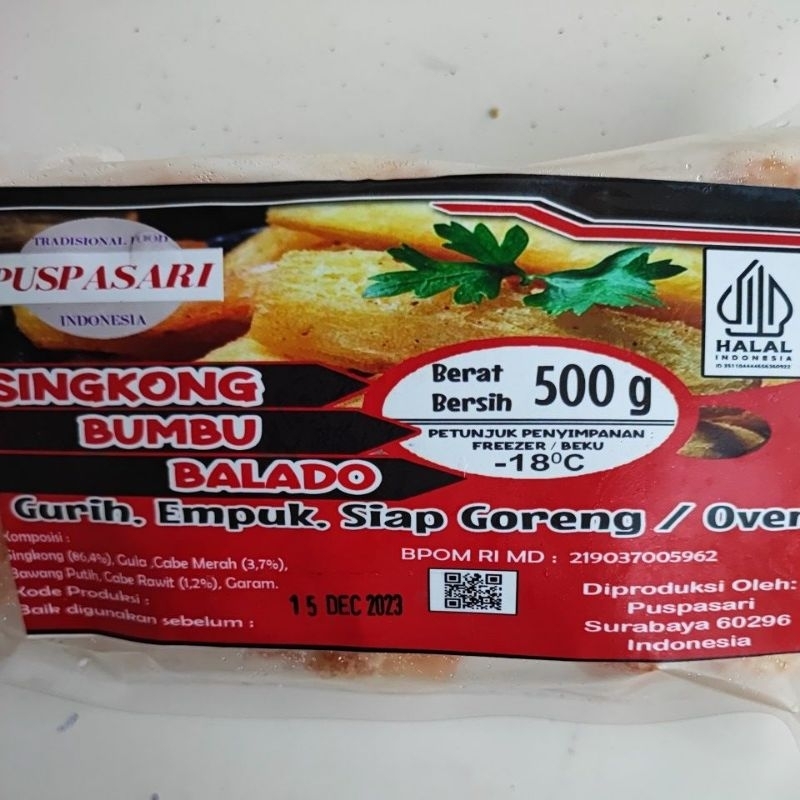 TRADISIONAL FOOD
PUSPASARI
INDONESIA
HALAL
INDONESIA
SINGKONG
BUMBU
BALADO
Berat
Bersih 500 g
PETUNJUK PENYIMPANAN :
FREEZER / BEKU
-18⁰C
Gurih, Empuk, Siap Goreng / Oven
Komposisi :
Singkong (86,4%), Gula ,Cabe Merah (3,7%),
Bawang Putih, Cabe Rawit (1,2%), Garam.
Kode Produksi :
Baik digunakan sebelum :
15 DEC 2023
BPOM RI MD : 219037005962
Diproduksi Oleh:
Puspasari
Surabaya 60296
Indonesia